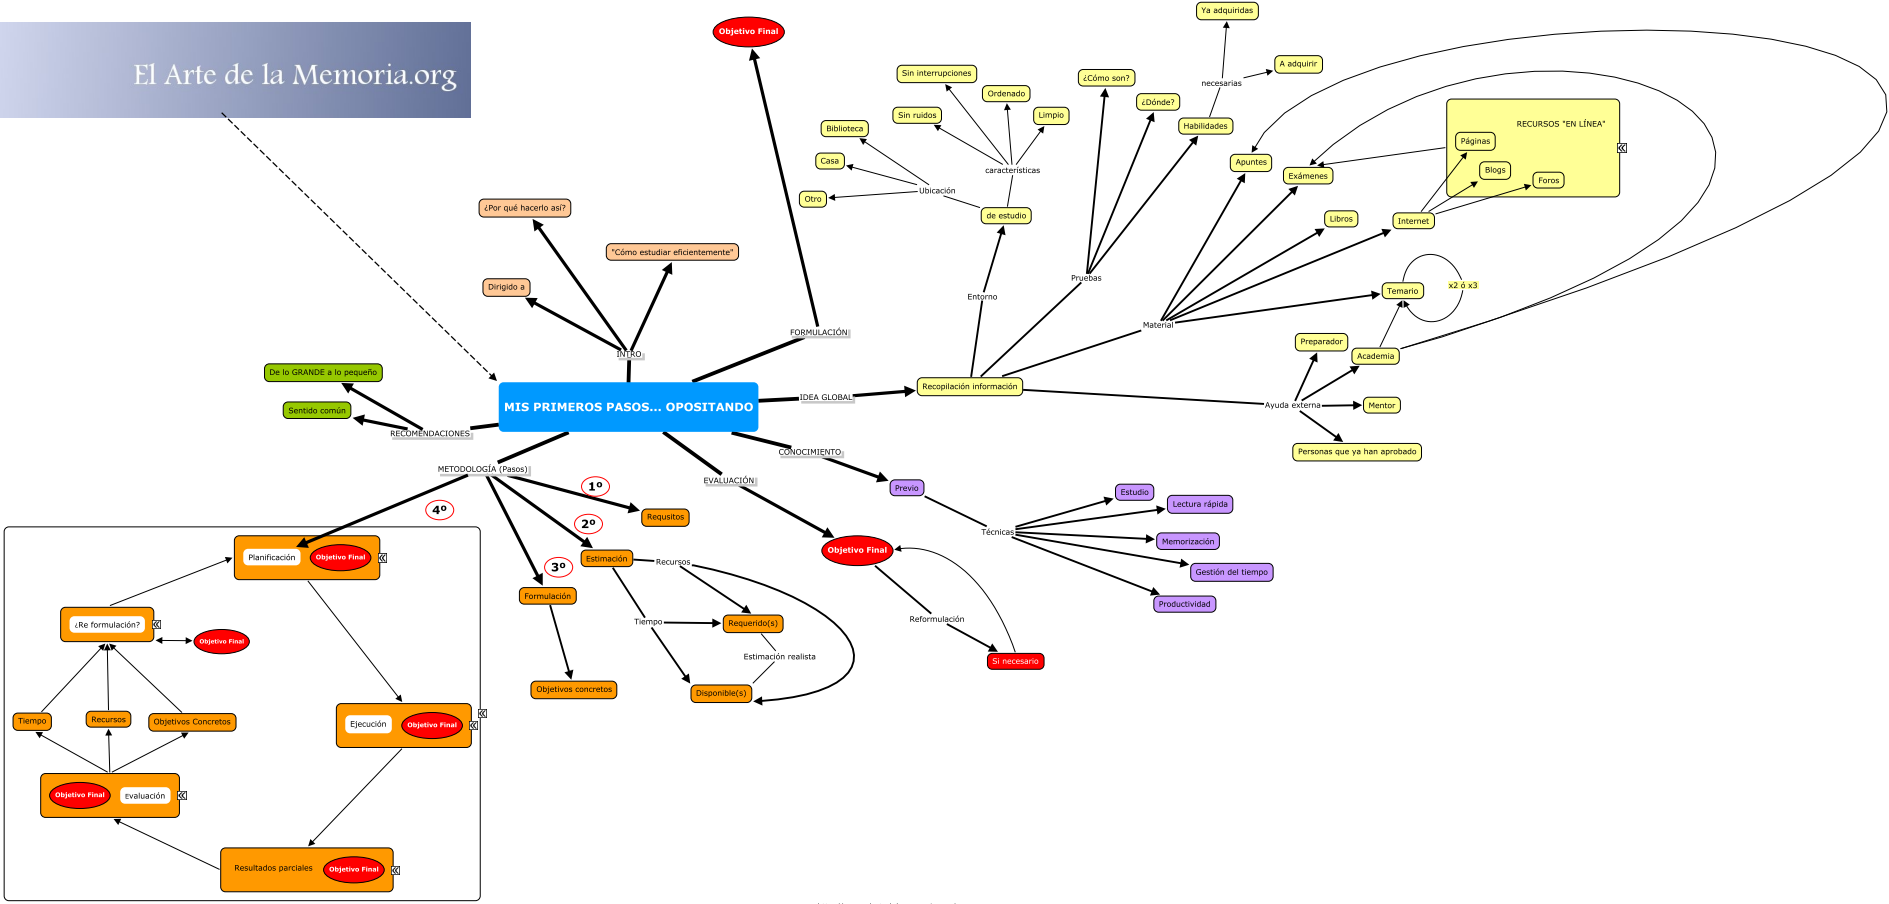 El Arte de la Memoria.org
Objetivo Final
Ya adquiridas
A adquirir
necesarias
Habilidades
¿Cómo son?
¿Dónde?
Pruebas
Sin interrupciones
Ordenado
Sin ruidos
Limpio
características
Biblioteca
Casa
Otro
Ubicación
de estudio
Entorno
Apuntes
Exámenes
RECURSOS "EN LÍNEA"
Páginas
Blogs
Foros
Libros
Internet
Temario
x2 ó x3
Material
Preparador
Academia
Ayuda externa
Mentor
Personas que ya han aprobado
Recopilación información
IDEA GLOBAL
¿Por qué hacerlo así?
"Cómo estudiar eficientemente"
Dirigido a
INTRO
FORMULACIÓN
De lo GRANDE a lo pequeño
Sentido común
RECOMENDACIONES
MIS PRIMEROS PASOS... OPOSITANDO
METODOLOGÍA (Pasos)
EVALUACIÓN
CONOCIMIENTO
Previo
Técnicas
Estudio
Lectura rápida
Memorización
Gestión del tiempo
Productividad
Objetivo Final
Reformulación
Si necesario
1º
Requsitos
2º
Estimación
Recursos
Tiempo
Requerido(s)
Estimación realista
Disponible(s)
3º
Formulación
Objetivos concretos
4º
Planificación
Objetivo Final
¿Re formulación?
Objetivo Final
Tiempo
Recursos
Objetivos Concretos
Ejecución
Objetivo Final
Objetivo Final
Evaluación
Resultados parciales
Objetivo Final